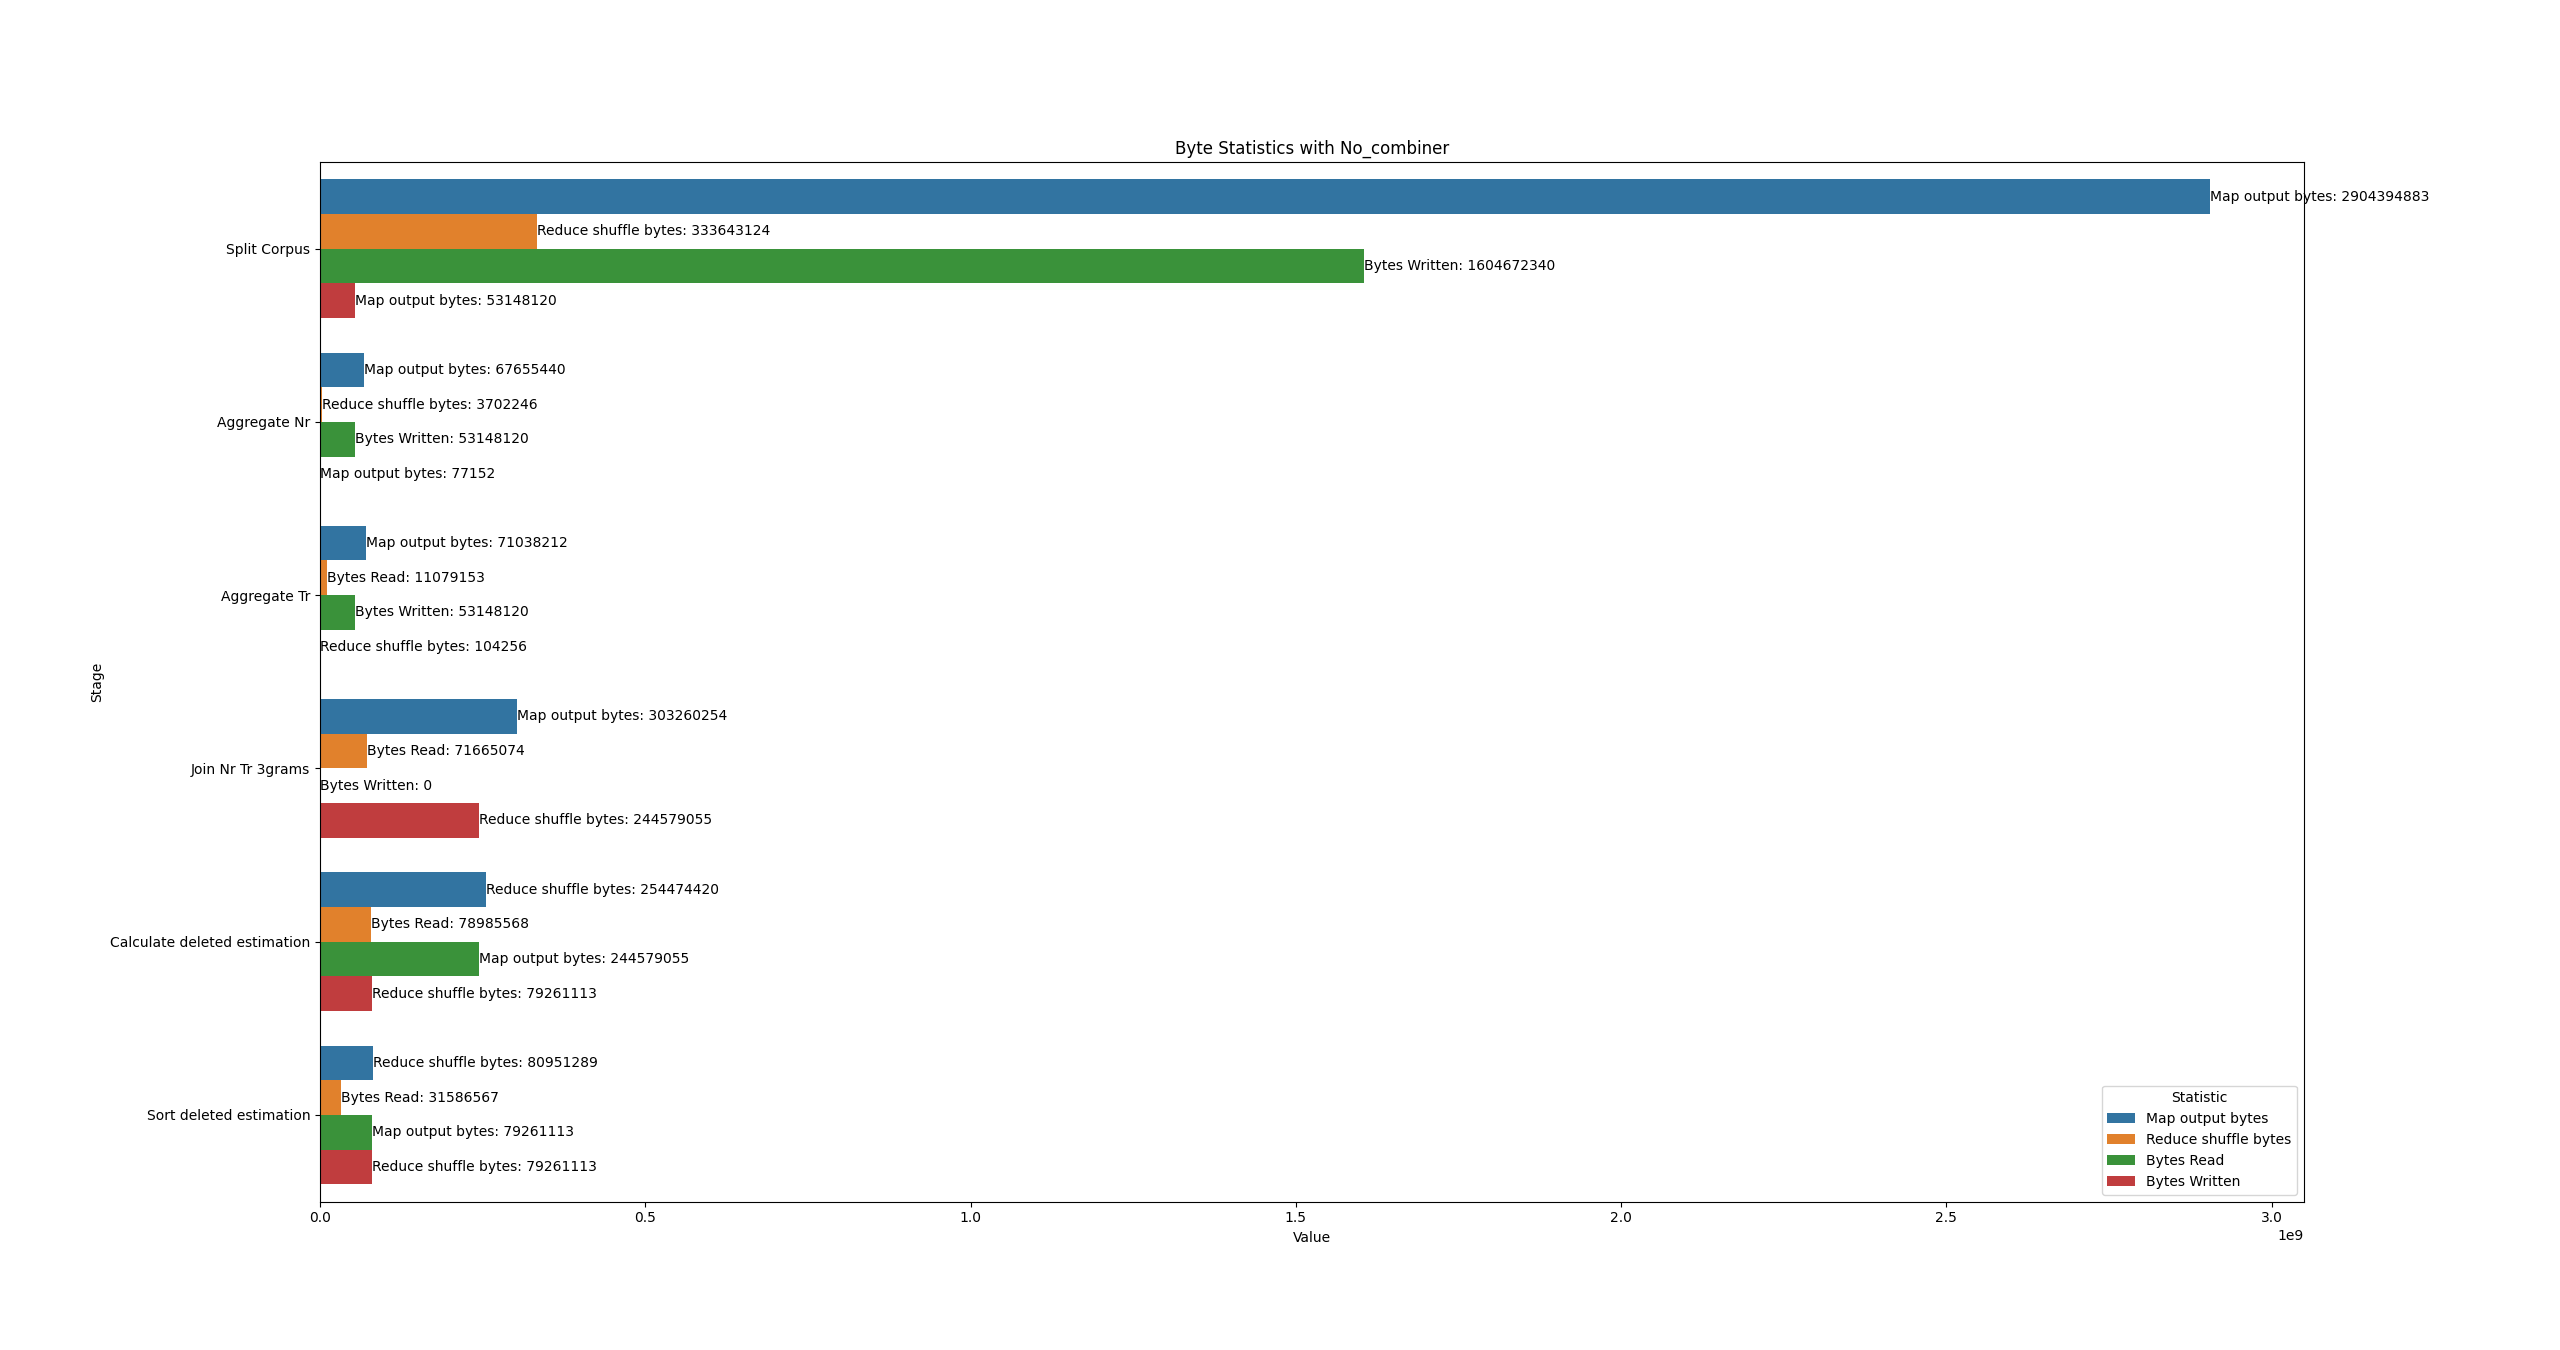 Byte Statistics with No_combiner
Map output bytes: 2904394883
Reduce shuffle bytes: 333643124
Split Corpus
Bytes Written: 1604672340
Map output bytes: 53148120
Map output bytes: 67655440
Reduce shuffle bytes: 3702246
Aggregate Nr
Bytes Written: 53148120
Map output bytes: 77152
Map output bytes: 71038212
Bytes Read: 11079153
Aggregate Tr
Bytes Written: 53148120
Reduce shuffle bytes: 104256
Stage
Map output bytes: 303260254
Bytes Read: 71665074
Join Nr Tr 3grams
Bytes Written: 0
Reduce shuffle bytes: 244579055
Reduce shuffle bytes: 254474420
Bytes Read: 78985568
Calculate deleted estimation
Map output bytes: 244579055
Reduce shuffle bytes: 79261113
Reduce shuffle bytes: 80951289
Bytes Read: 31586567
Sort deleted estimation
Map output bytes: 79261113
Reduce shuffle bytes: 79261113
Statistic
Map output bytes
Reduce shuffle bytes
Bytes Read
Bytes Written
0.0 0.5 1.0 1.5 2.0 2.5 3.0
1e9
Value